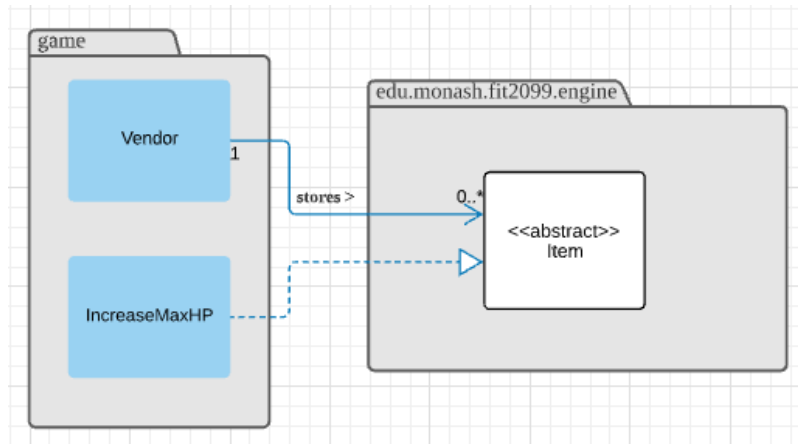 game
edu.monash.fit2099.engine
Vendor
1
stores >
0..*
<<abstract>>
Item
IncreaseMaxHP